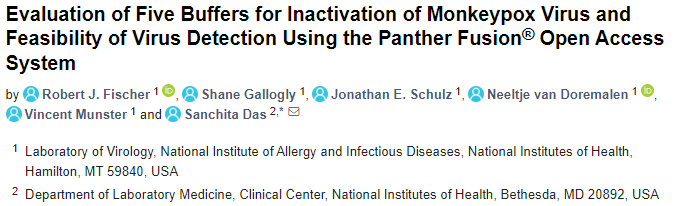 Evaluation of Five Buffers for Inactivation of Monkeypox Virus and
Feasibility of Virus Detection Using the Panther Fusion® Open Access
System
by Robert J. Fischer 1 iD, Shane Gallogly 1, Jonathan E. Schulz 1, Neeltje van Doremalen 1 iD,
Vincent Munster 1 and Sanchita Das 2,*
1 Laboratory of Virology, National Institute of Allergy and Infectious Diseases, National Institutes of Health,
Hamilton, MT 59840, USA
2 Department of Laboratory Medicine, Clinical Center, National Institutes of Health, Bethesda, MD 20892, USA